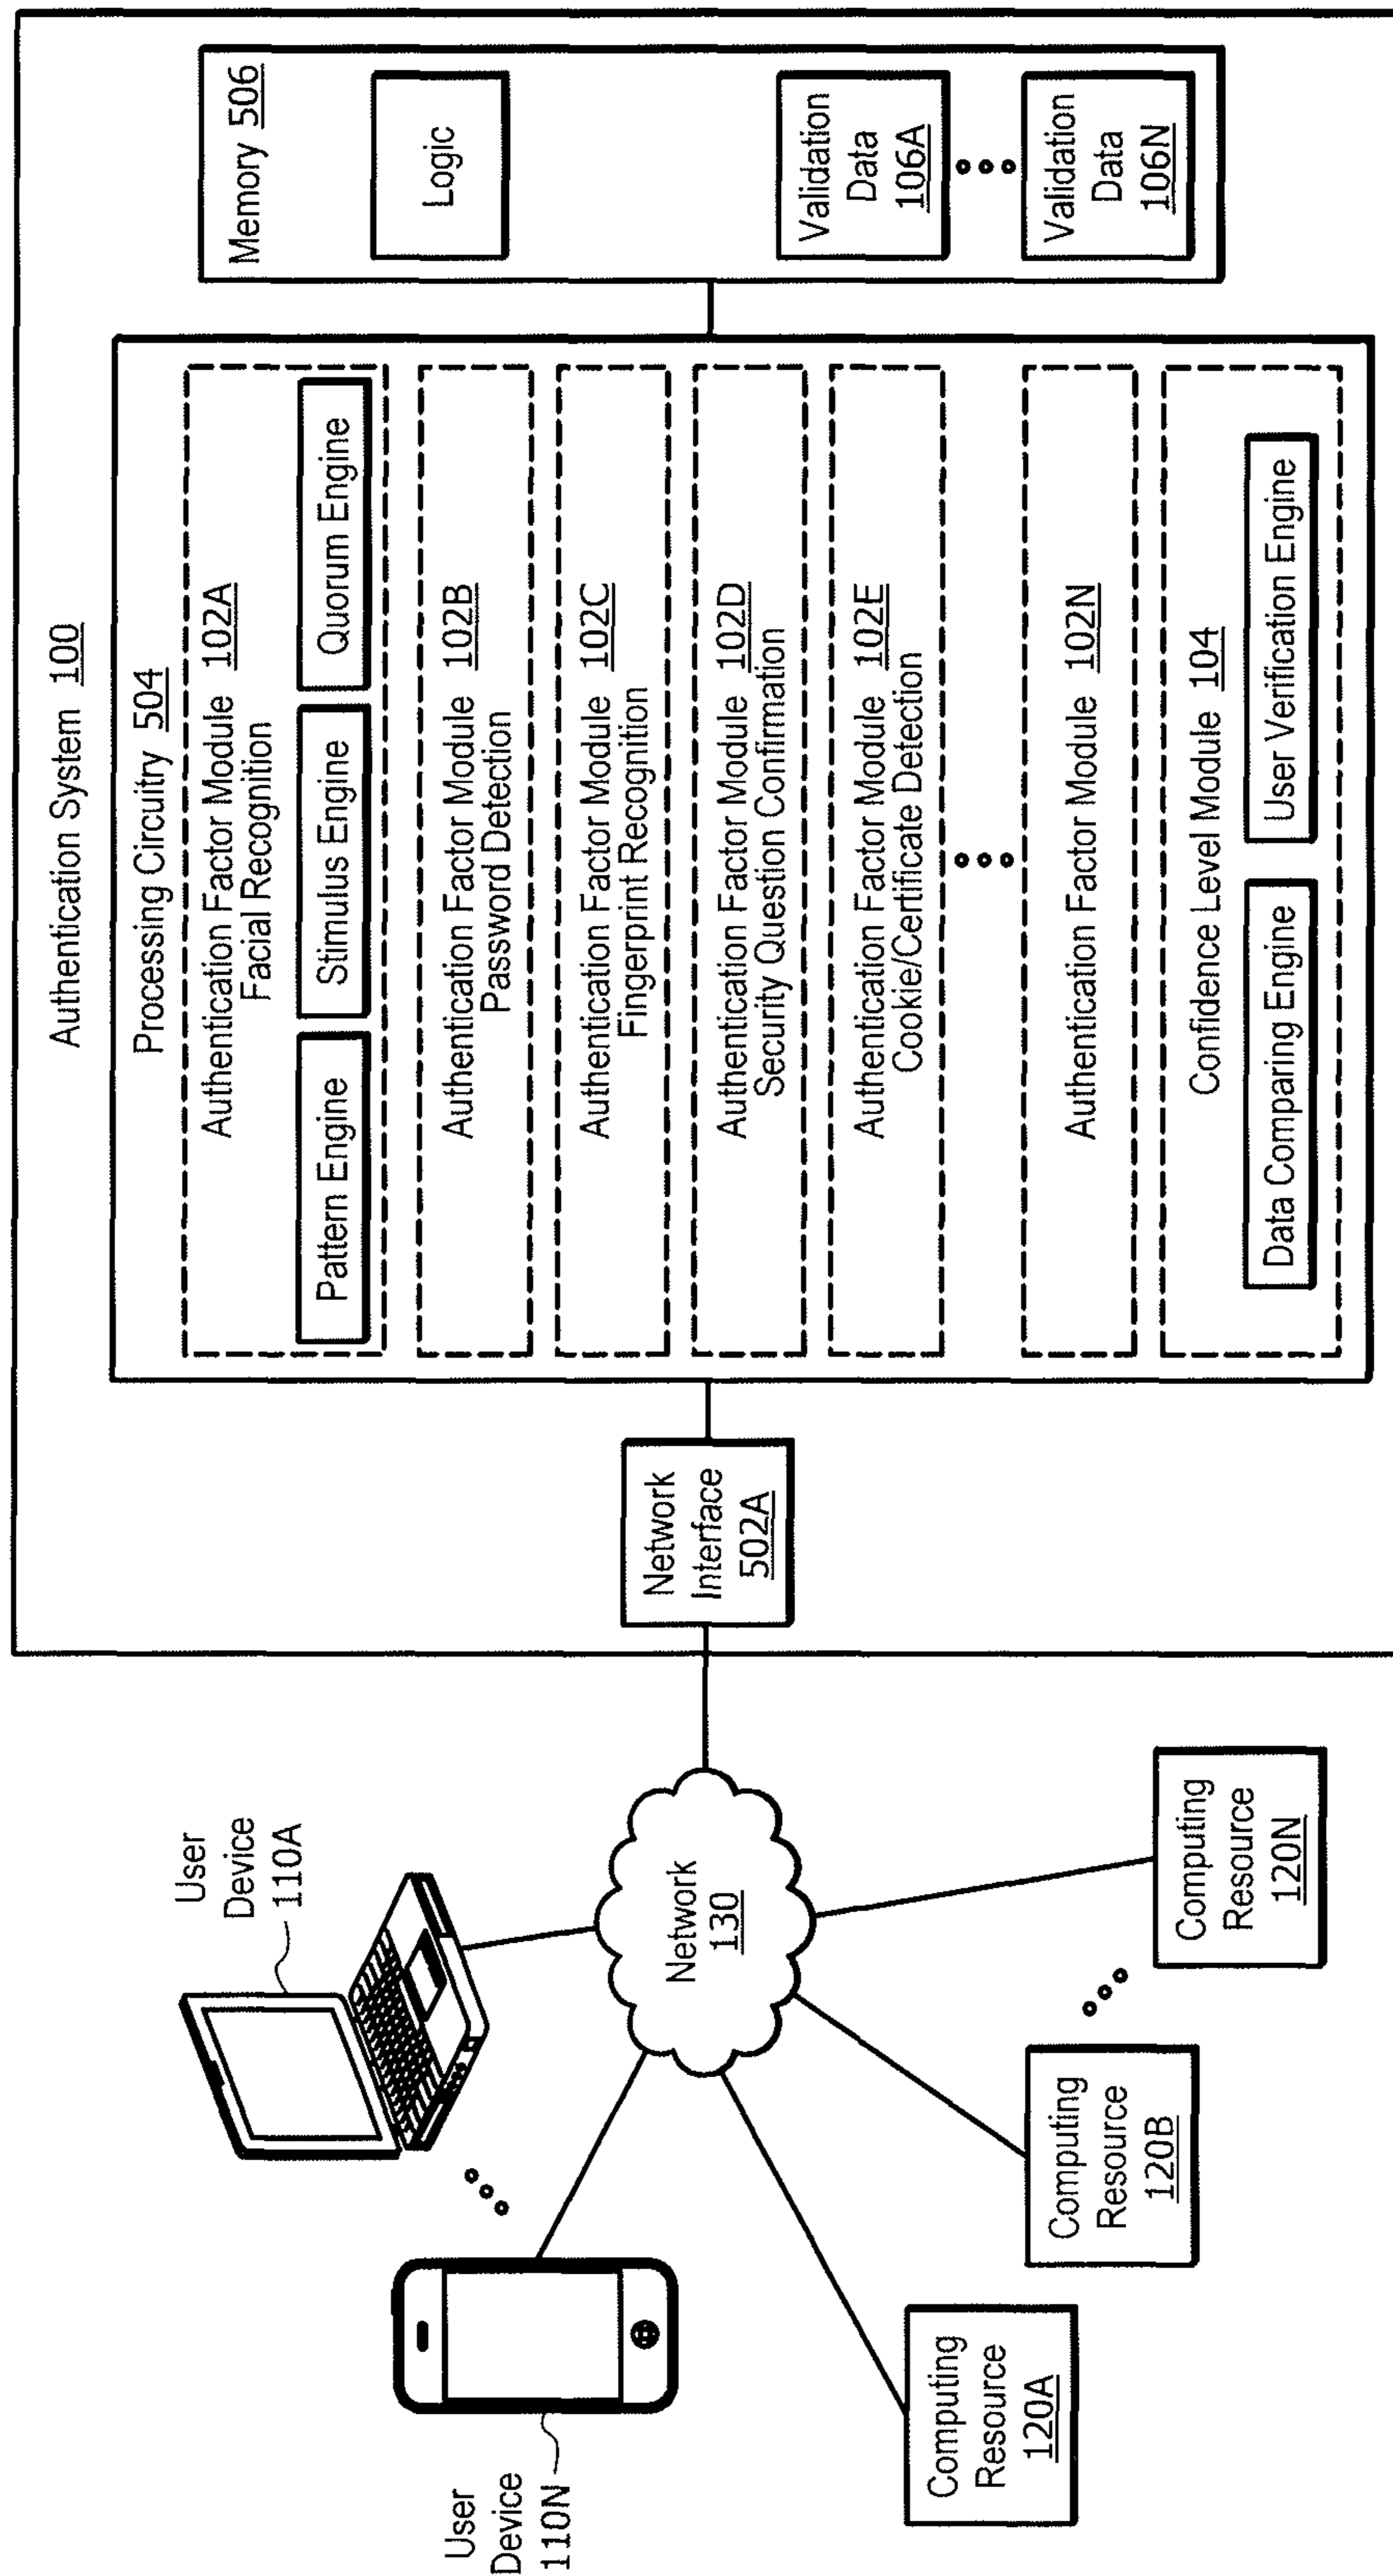 Authentication System 100
Processing Circuitry 504
Authentication Factor Module 102A
Facial Recognition
Pattern Engine
Stimulus Engine
Quorum Engine
Authentication Factor Module 102B
Password Detection
Authentication Factor Module 102C
Fingerprint Recognition
Authentication Factor Module 102D
Security Question Confirmation
Authentication Factor Module 102E
Cookie/Certificate Detection
Authentication Factor Module 102N
Confidence Level Module 104
Data Comparing Engine
User Verification Engine
Memory 506
Logic
Validation
Data
106A
Validation
Data
106N
Network
Interface
502A
User
Device
110A
User
Device
110N
Network
130
Computing
Resource
120A
Computing
Resource
120B
Computing
Resource
120N